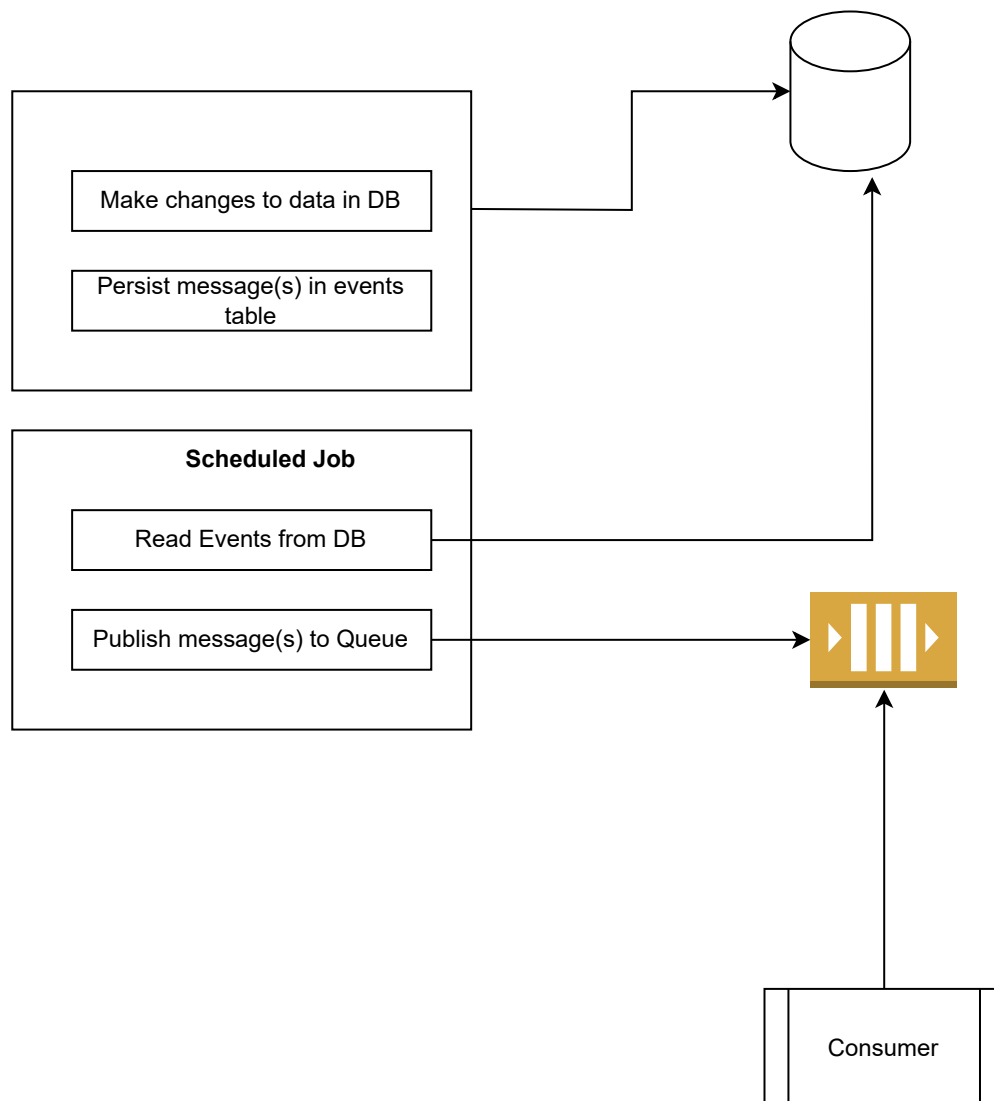 Make changes to data in DB
Persist message(s) in events
table
Scheduled Job
Read Events from DB
Publish message(s) to Queue
Consumer